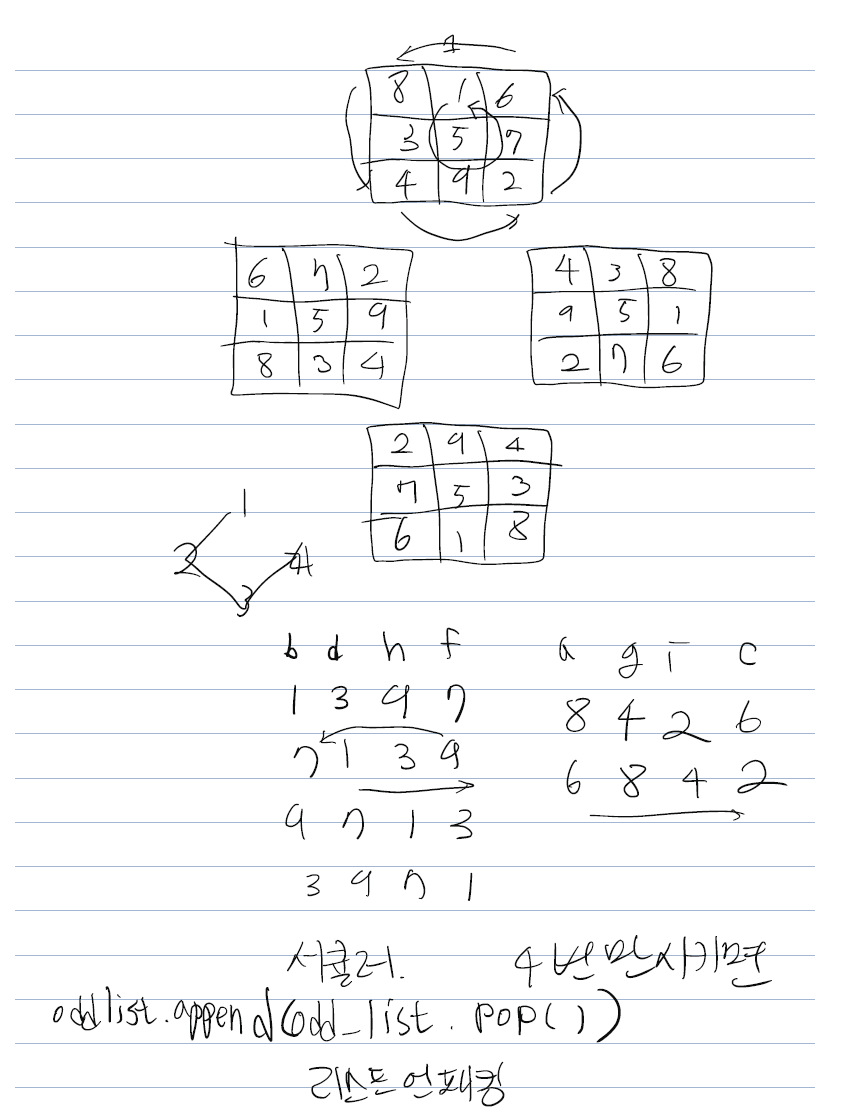 1
8 1 6
3 5 7
4 9 2
6 7 2
1 5 9
8 3 4
4 3 8
9 5 1
2 7 6
2 9 4
7 5 3
6 1 8
1
2 4
3
b d h f
1 3 9 7
7 1 3 9
9 7 1 3
3 9 7 1
a g i c
8 4 2 6
6 8 4 2
서큘러. 4번만시키면
oddlist.append(odd_list.pop())
리스트 언패킹